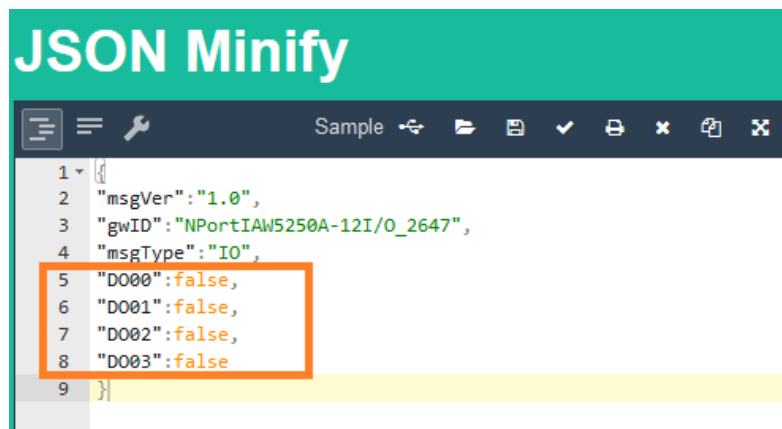 JSON Minify
Sample
1 {
2 "msgVer":"1.0",
3 "gwID":"NPortIAW5250A-12I/O_2647",
4 "msgType":"IO",
5 "DO00":false,
6 "DO01":false,
7 "DO02":false,
8 "DO03":false
9 }